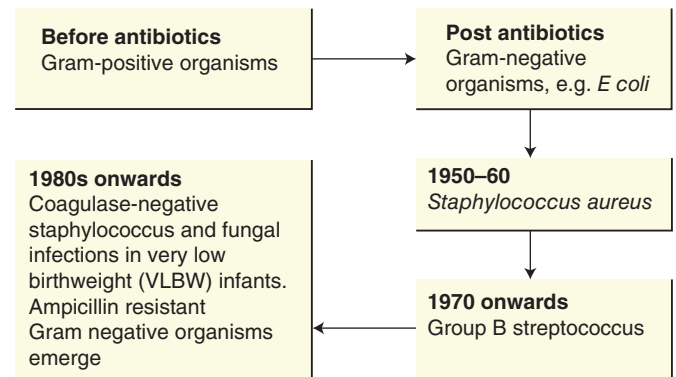 Before antibiotics
Gram-positive organisms
Post antibiotics
Gram-negative
organisms, e.g. E coli
1950–60
Staphylococcus aureus
1970 onwards
Group B streptococcus
1980s onwards
Coagulase-negative
staphylococcus and fungal
infections in very low
birthweight (VLBW) infants.
Ampicillin resistant
Gram negative organisms
emerge